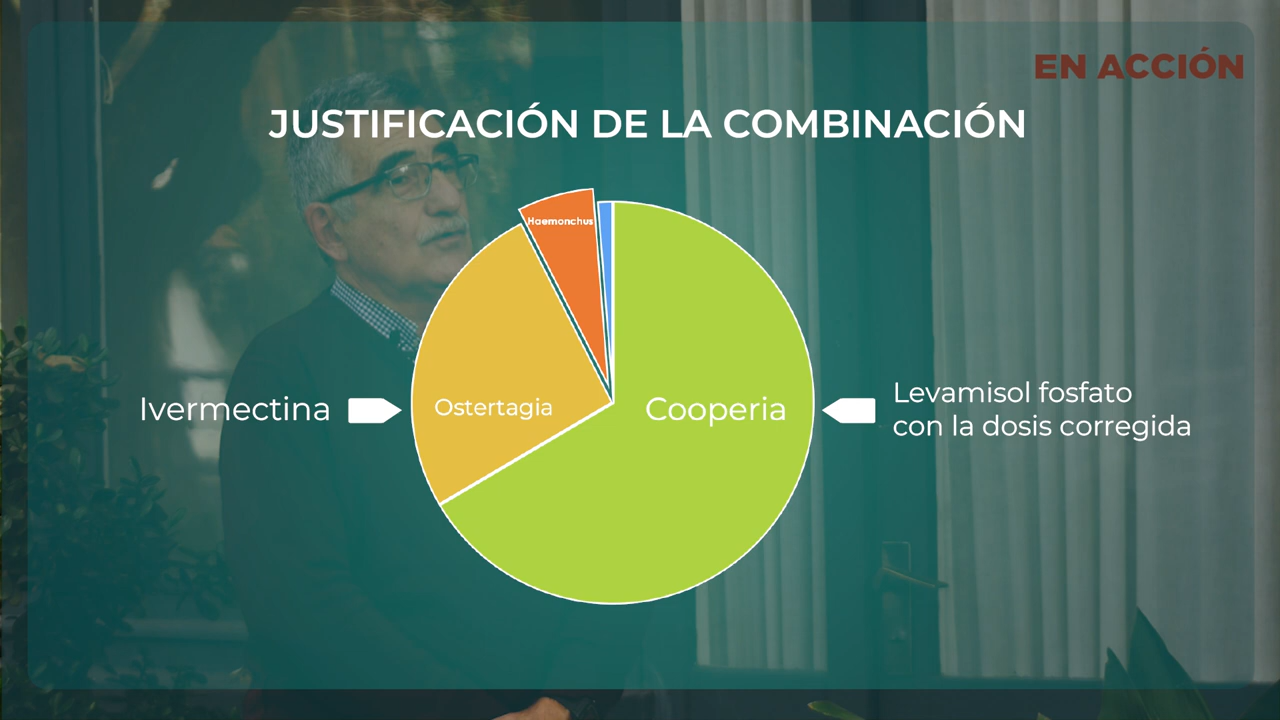 EN ACCIÓN
JUSTIFICACIÓN DE LA COMBINACIÓN
Haemonchus
Ivermectina
Ostertagia
Cooperia
Levamisol fosfato
con la dosis corregida